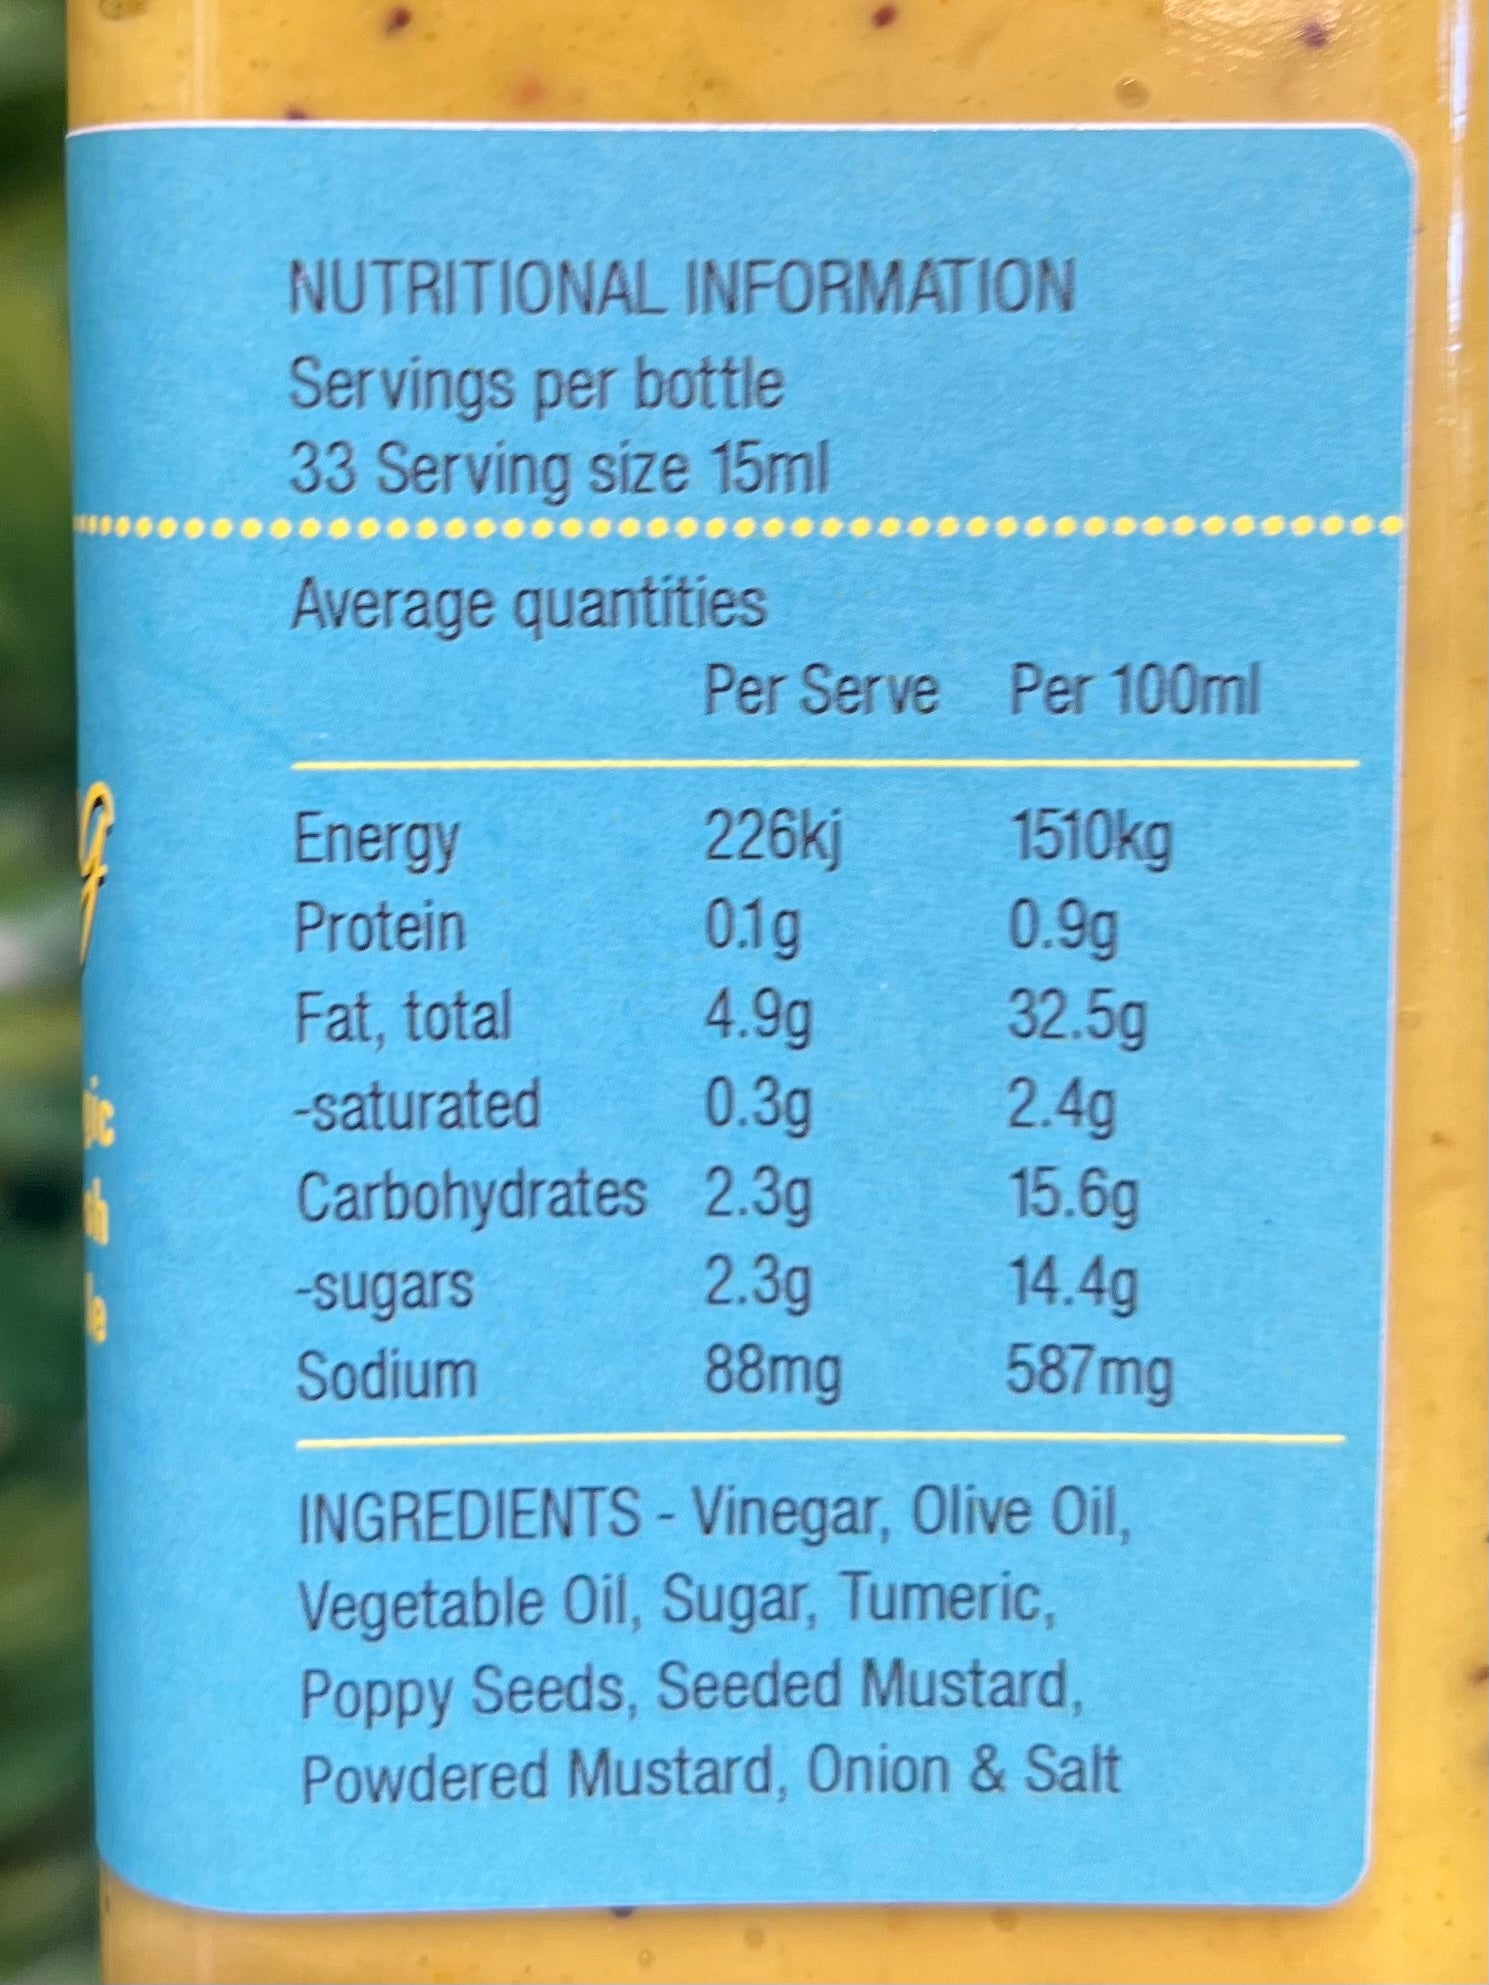 NUTRITIONAL INFORMATION
Servings per bottle
33 Serving size 15ml
Average quantities
Per Serve Per 100ml
Energy 226kj 1510kg
Protein 0.1g 0.9g
Fat, total 4.9g 32.5g
-saturated 0.3g 2.4g
Carbohydrates 2.3g 15.6g
-sugars 2.3g 14.4g
Sodium 88mg 587mg
INGREDIENTS - Vinegar, Olive Oil,
Vegetable Oil, Sugar, Tumeric,
Poppy Seeds, Seeded Mustard,
Powdered Mustard, Onion & Salt